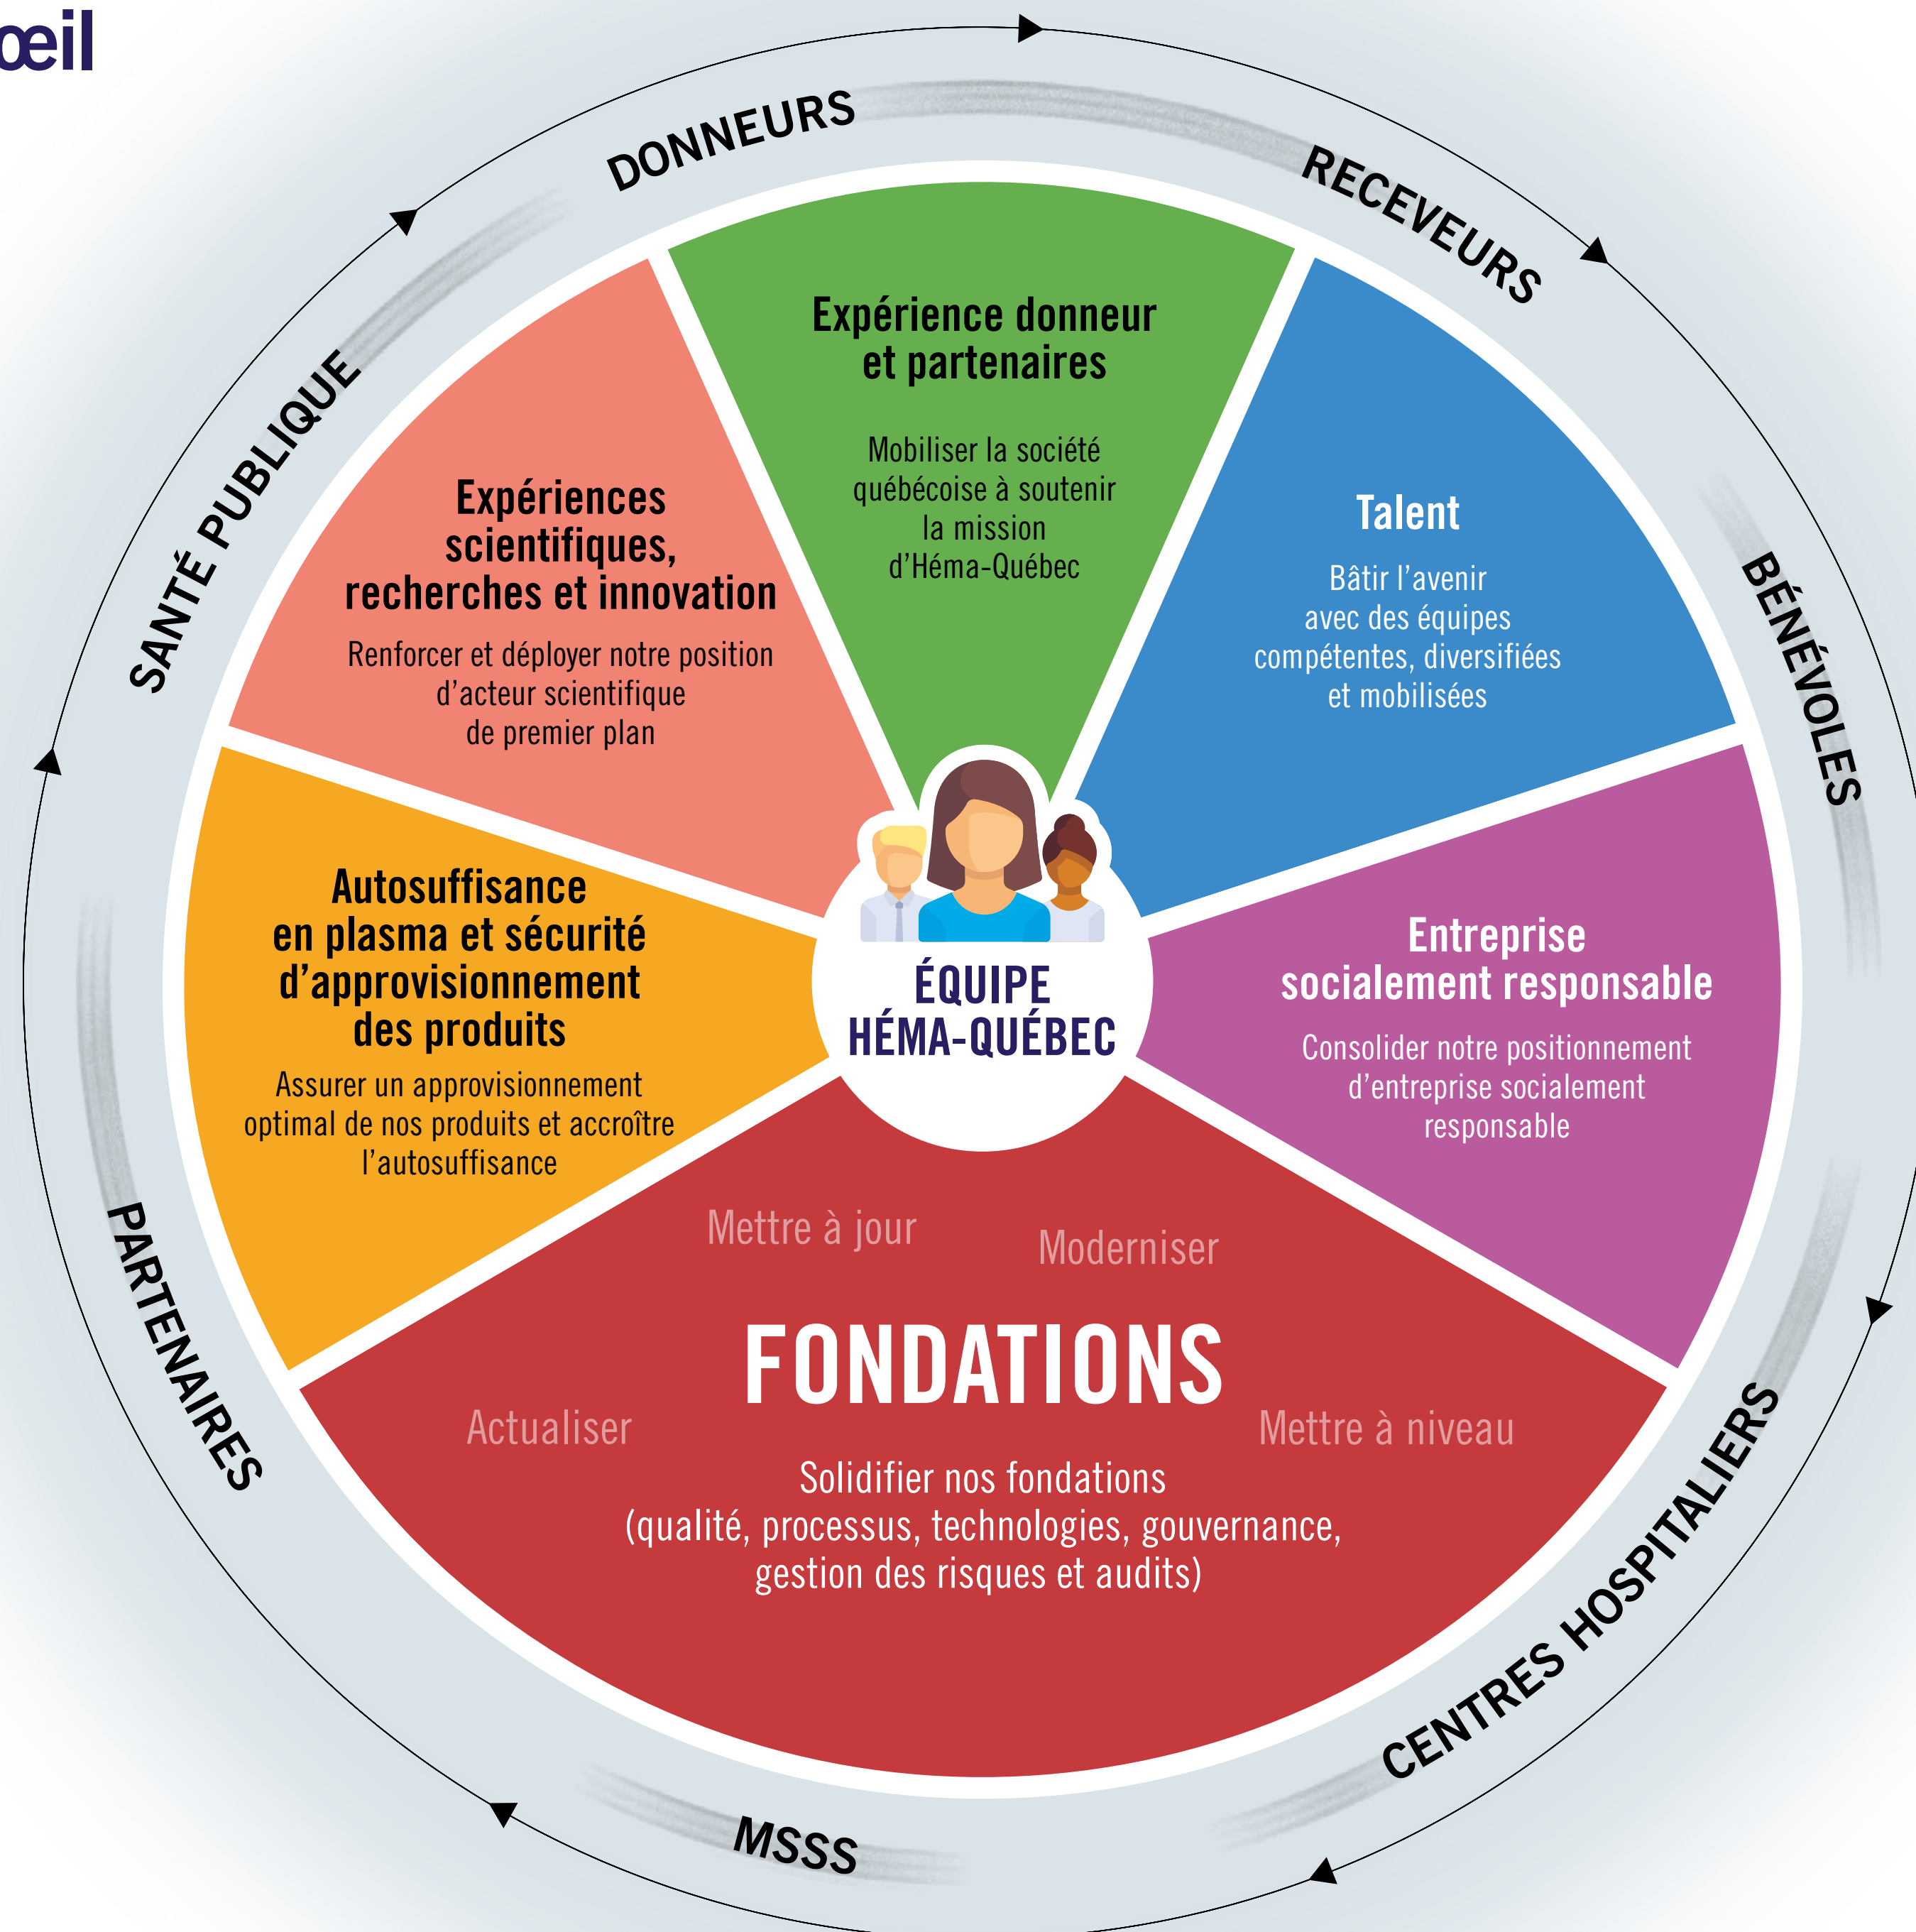 œil
DONNEURS
RECEVEURS
BÉNÉVOLES
CENTRES HOSPITALIERS
MSSS
PARTENAIRES
SANTÉ PUBLIQUE
Expérience donneur
et partenaires
Mobiliser la société
québécoise à soutenir
la mission
d'Héma-Québec
Talent
Bâtir l'avenir
avec des équipes
compétentes, diversifiées
et mobilisées
Entreprise
socialement responsable
Consolider notre positionnement
d'entreprise socialement
responsable
Expériences
scientifiques,
recherches et innovation
Renforcer et déployer notre position
d'acteur scientifique
de premier plan
Autosuffisance
en plasma et sécurité
d'approvisionnement
des produits
Assurer un approvisionnement
optimal de nos produits et accroître
l'autosuffisance
ÉQUIPE
HÉMA-QUÉBEC
Mettre à jour
Moderniser
FONDATIONS
Actualiser
Mettre à niveau
Solidifier nos fondations
(qualité, processus, technologies, gouvernance,
gestion des risques et audits)